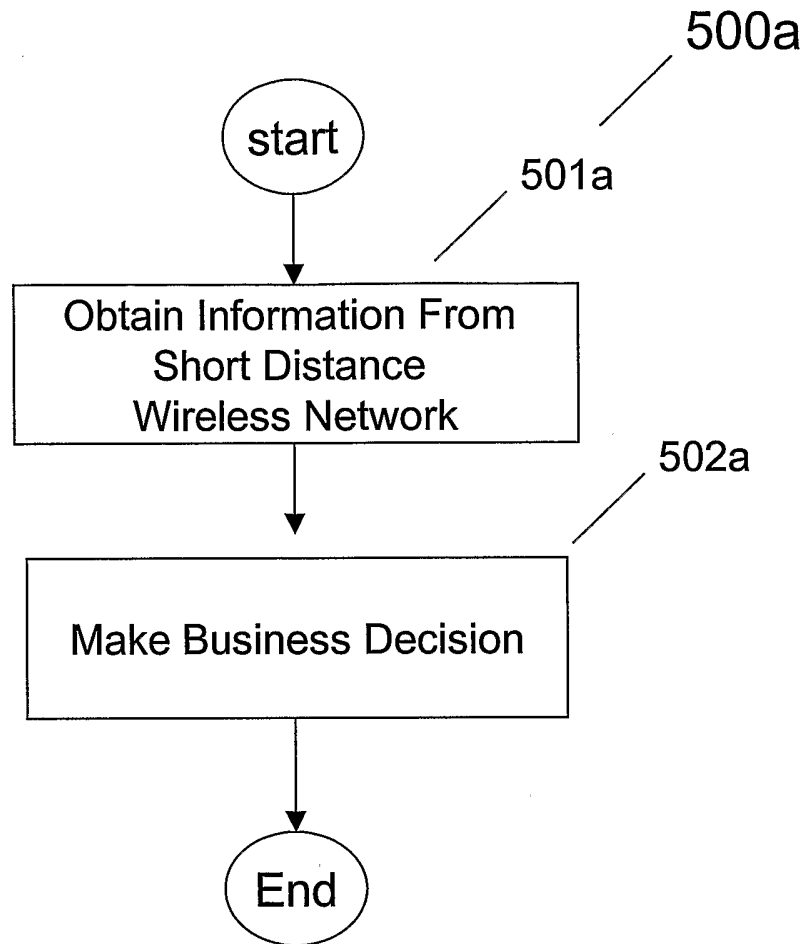 500a
start
501a
Obtain Information From
Short Distance
Wireless Network
502a
Make Business Decision
End